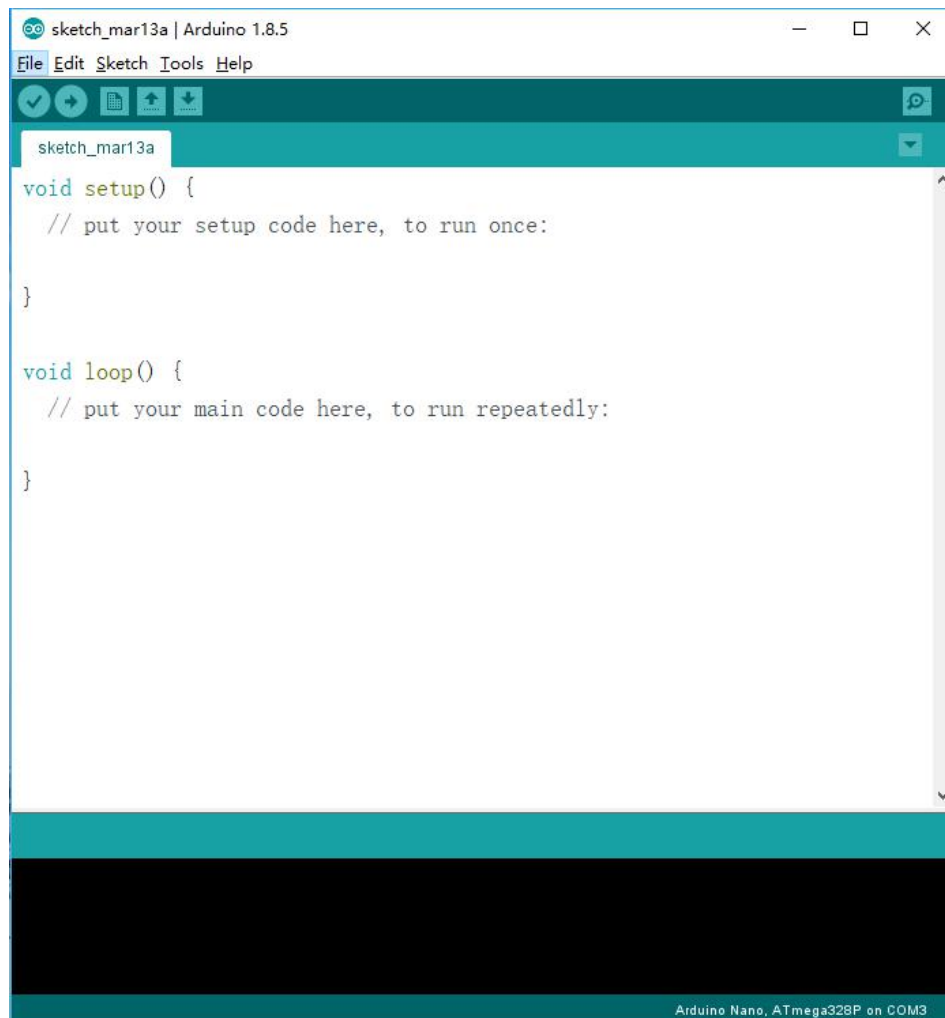 sketch_mar13a | Arduino 1.8.5
File Edit Sketch Tools Help
sketch_mar13a
void setup() {
  // put your setup code here, to run once:
}
void loop() {
  // put your main code here, to run repeatedly:
}
Arduino Nano, ATmega328P on COM3